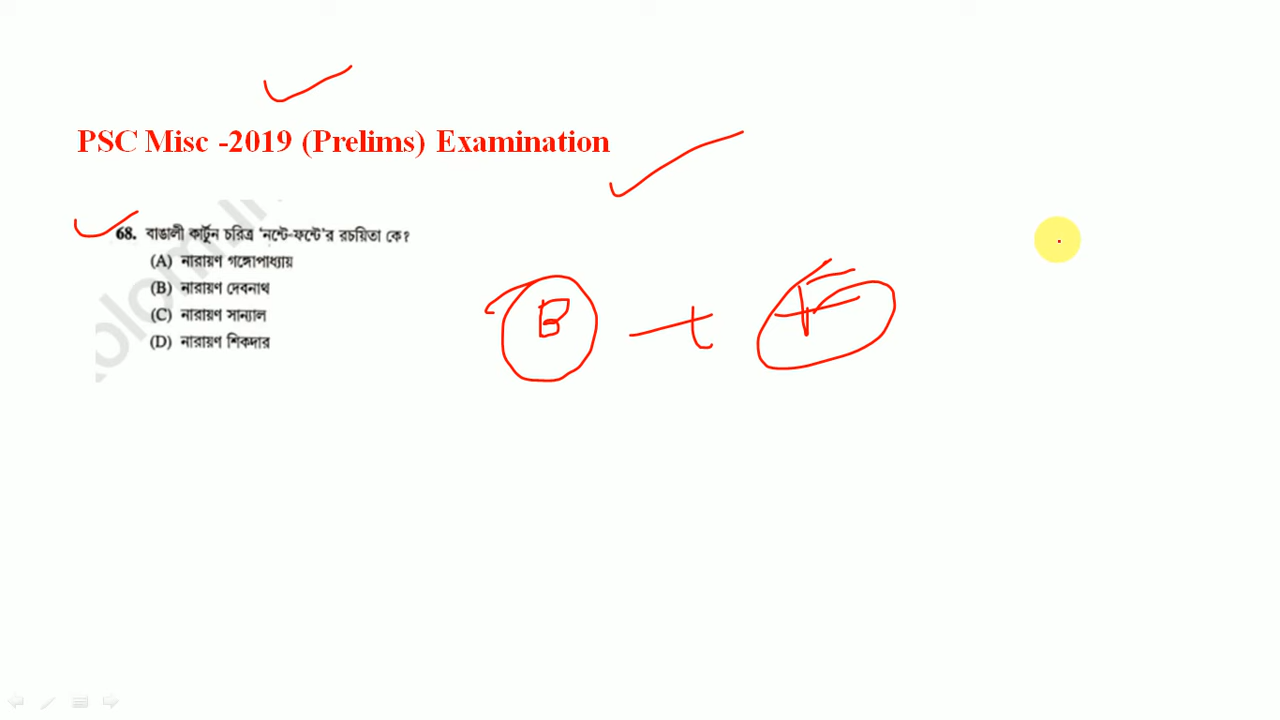 PSC Misc -2019 (Prelims) Examination
68. বাঙালী কার্টুন চরিত্র ‘নন্টে-ফন্টে’র রচয়িতা কে?
(A) নারায়ণ গঙ্গোপাধ্যায়
(B) নারায়ণ দেবনাথ
(C) নারায়ণ সান্যাল
(D) নারায়ণ শিকদার
B